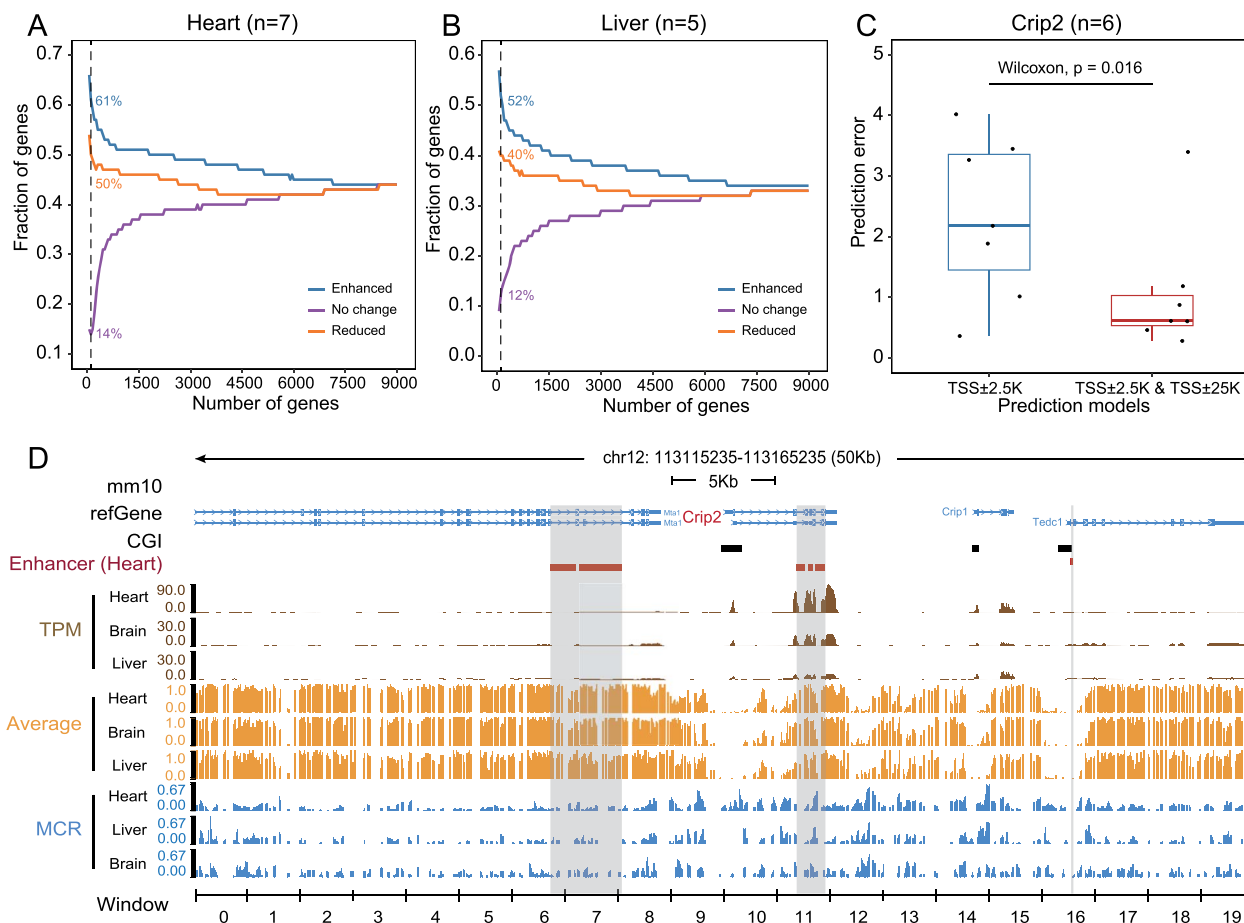 A
Heart (n=7)
Fraction of genes
0.7
0.6
0.5
0.4
0.3
0.2
0.1
61%
50%
14%
Enhanced
No change
Reduced
0
1500
3000
4500
6000
7500
9000
Number of genes
B
Liver (n=5)
Fraction of genes
0.6
0.5
0.4
0.3
0.2
0.1
0.0
52%
40%
12%
Enhanced
No change
Reduced
0
1500
3000
4500
6000
7500
9000
Number of genes
C
Crip2 (n=6)
Prediction error
5
4
3
2
1
0
Wilcoxon, p = 0.016
TSS±2.5K
TSS±2.5K & TSS±25K
Prediction models
D
chr12: 113115235-113165235 (50Kb)
mm10
5Kb
refGene
Mta1
Mta1
Crip2
Crip1
Tedc1
CGI
Enhancer (Heart)
TPM
Heart
90.0
0.0
Brain
30.0
0.0
Liver
30.0
0.0
Average
Heart
1.0
0.0
Brain
1.0
0.0
Liver
1.0
0.0
MCR
Heart
0.67
0.00
Liver
0.67
0.00
Brain
0.67
0.00
Window
0 1 2 3 4 5 6 7 8 9 10 11 12 13 14 15 16 17 18 19